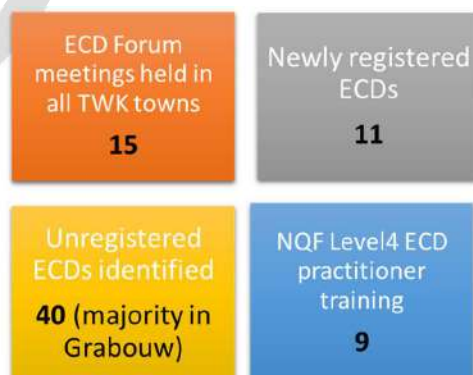 ECD Forum
meetings held in
all TWK towns
15
Newly registered
ECDs
11
Unregistered
ECDs identified
40 (majority in
Grabouw)
NQF Level4 ECD
practitioner
training
9